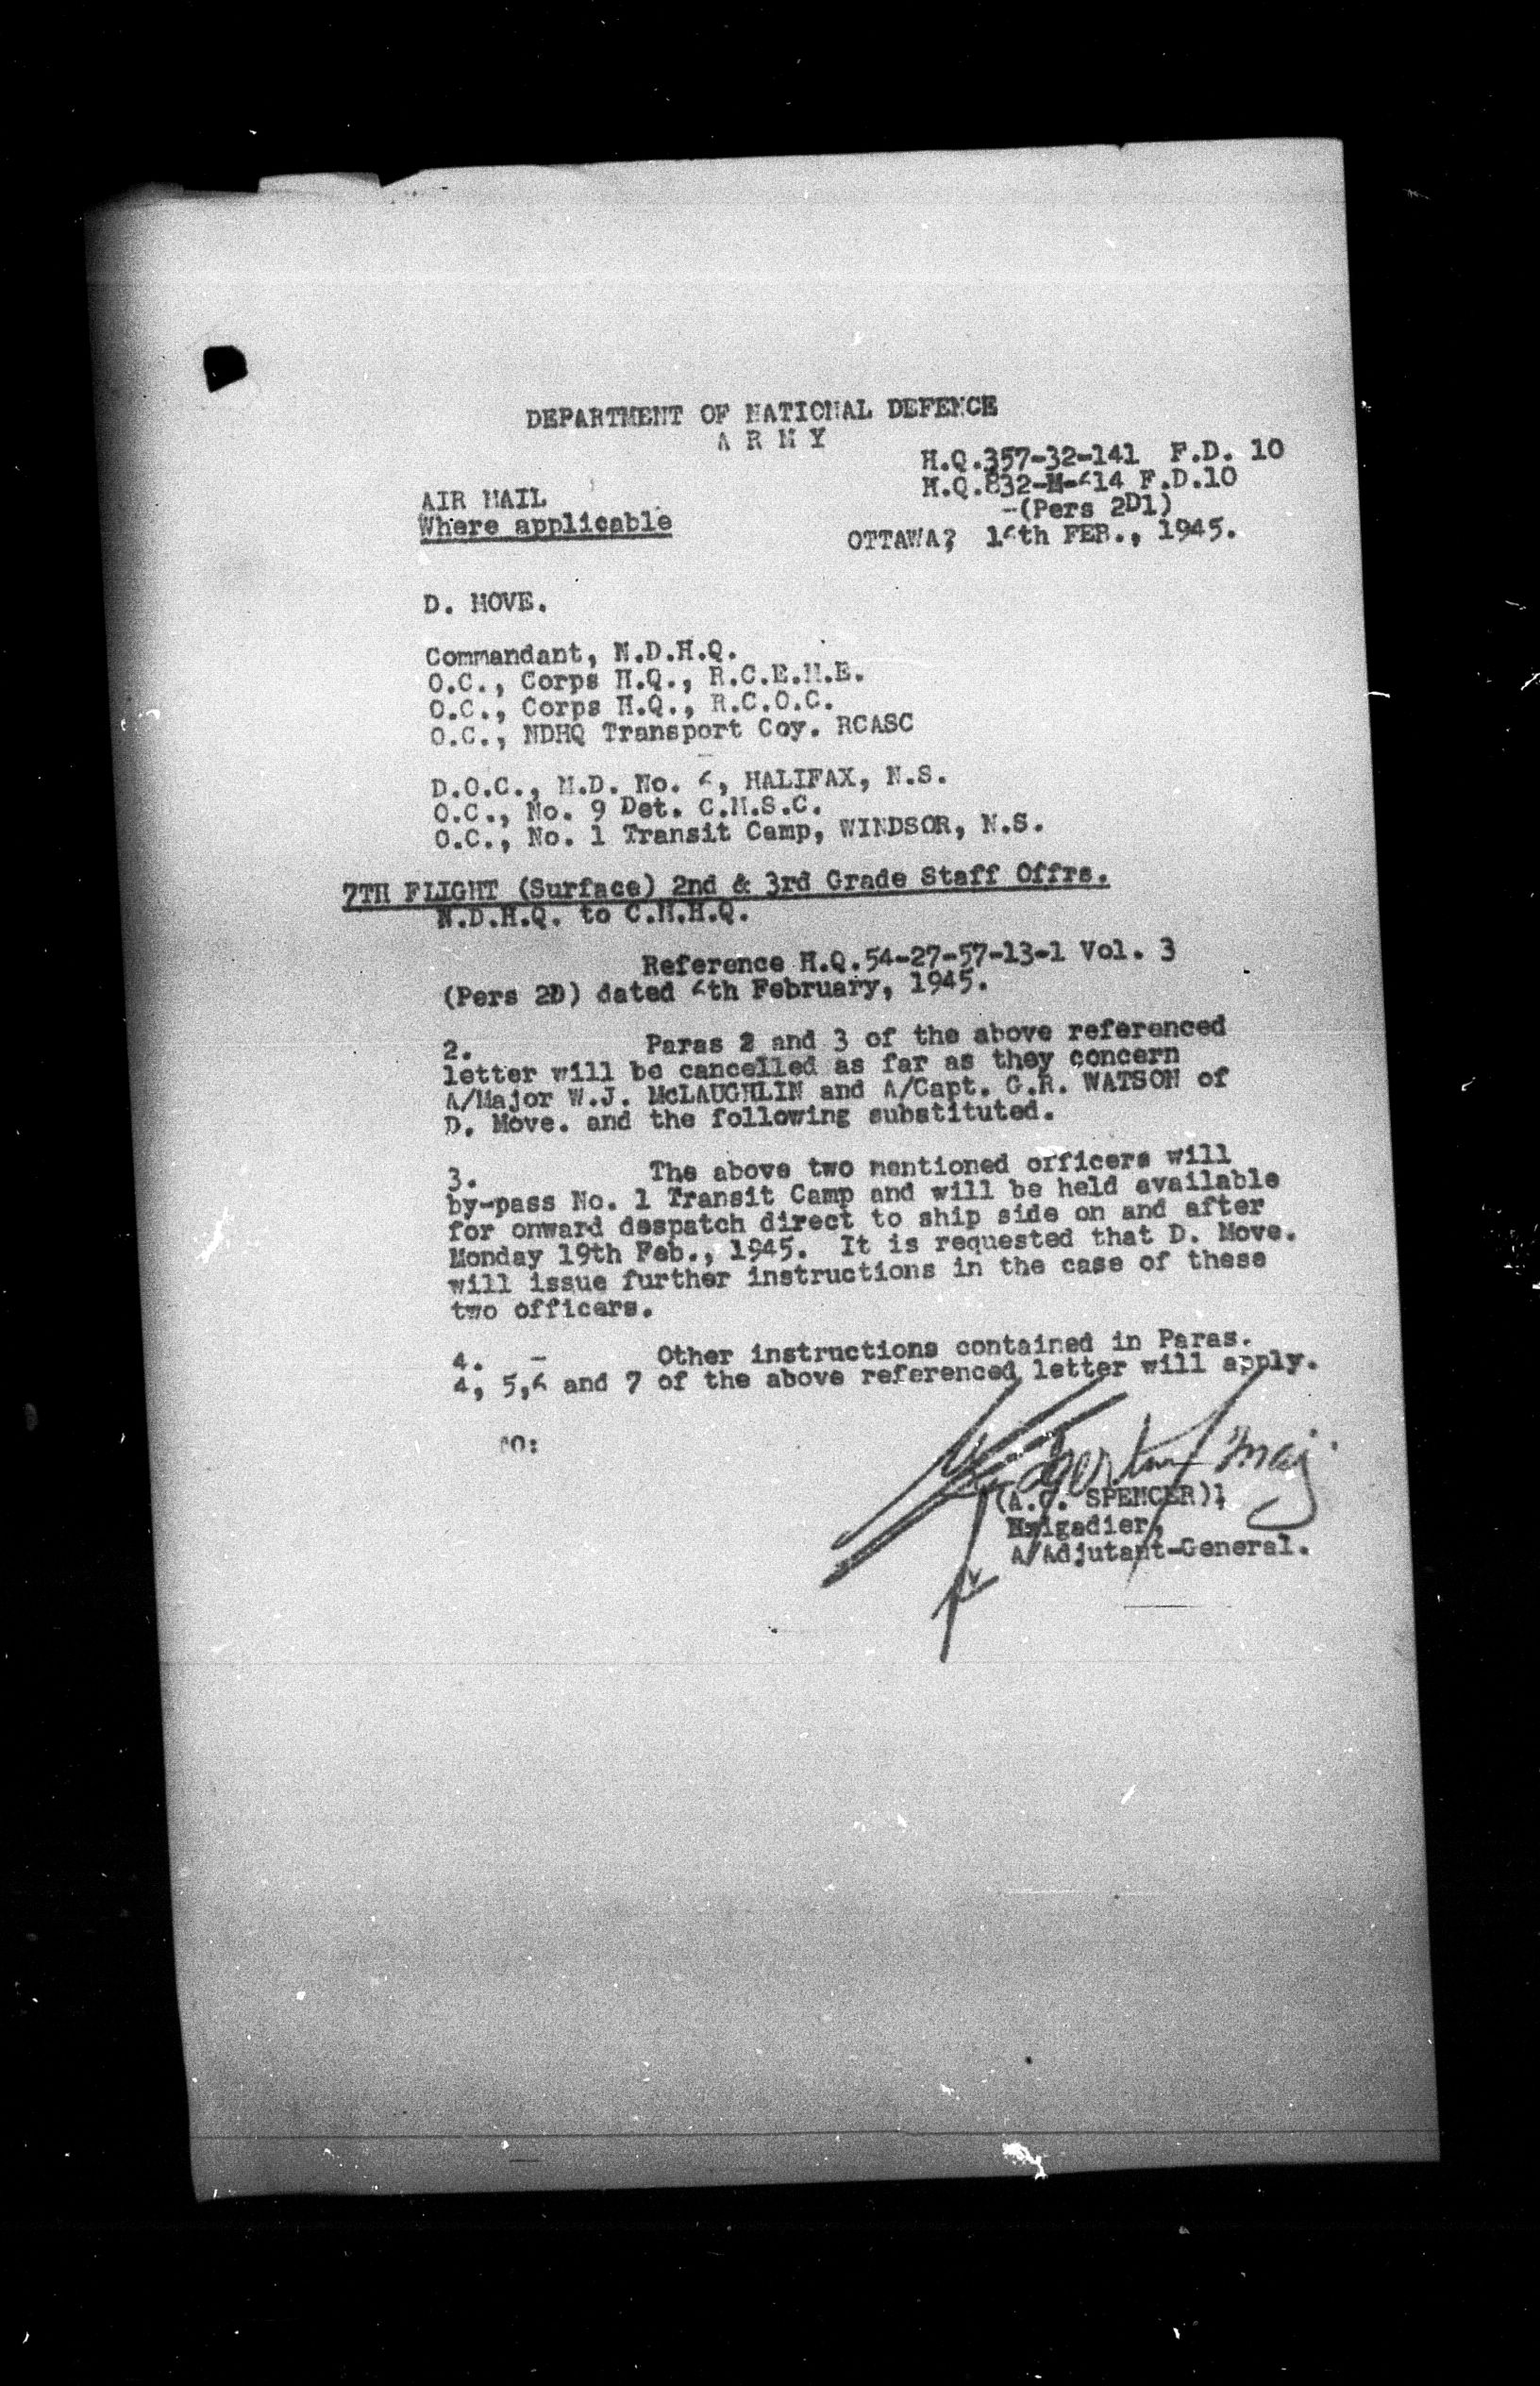 DEPARTMENT OF NATIONAL DEFENCE
A R M Y
H.Q.357-32-141 F.D. 10
H.Q.832-M-614 F.D.10
-(Pers 2D1)
AIR MAIL
Where applicable
OTTAWA? 16th FEB., 1945.
D. MOVE.
Commandant, N.D.H.Q.
O.C., Corps H.Q., R.C.E.M.E.
O.C., Corps H.Q., R.C.O.C.
O.C., NDHQ Transport Coy. RCASC
D.O.C., M.D. No. 6, HALIFAX, N.S.
O.C., No. 9 Det. C.M.S.C.
O.C., No. 1 Transit Camp, WINDSOR, N.S.
7TH FLIGHT (Surface) 2nd & 3rd Grade Staff Offrs.
N.D.H.Q. to C.M.H.Q.
Reference H.Q.54-27-57-13-1 Vol. 3
(Pers 2D) dated 6th February, 1945.
2. Paras 2 and 3 of the above referenced
letter will be cancelled as far as they concern
A/Major W.J. McLAUGHLIN and A/Capt. G.R. WATSON of
D. Move. and the following substituted.
3. The above two mentioned officers will
by-pass No. 1 Transit Camp and will be held available
for onward despatch direct to ship side on and after
Monday 19th Feb., 1945. It is requested that D. Move.
will issue further instructions in the case of these
two officers.
4. - Other instructions contained in Paras.
4, 5,6 and 7 of the above referenced letter will apply.
TO:
Maj.
(A.C. SPENCER)
Brigadier,
A/Adjutant-General.